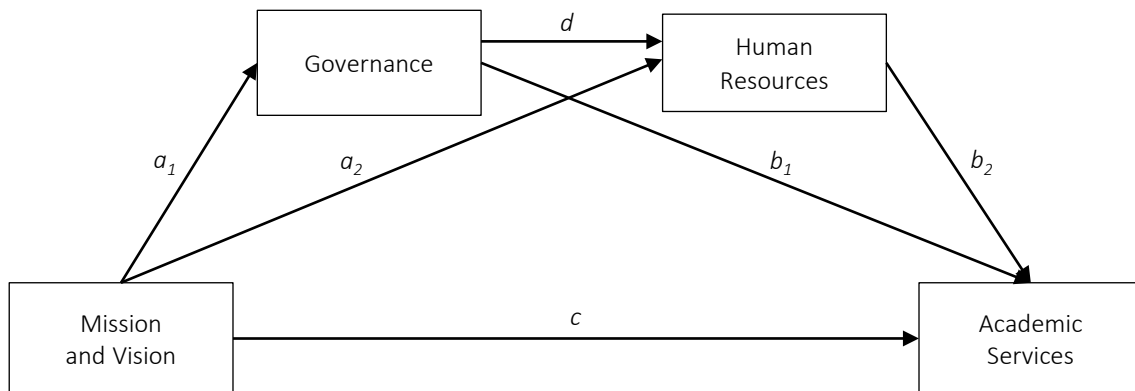 d
Governance
Human
Resources
a1
a2
b1
b2
Mission
and Vision
c
Academic
Services